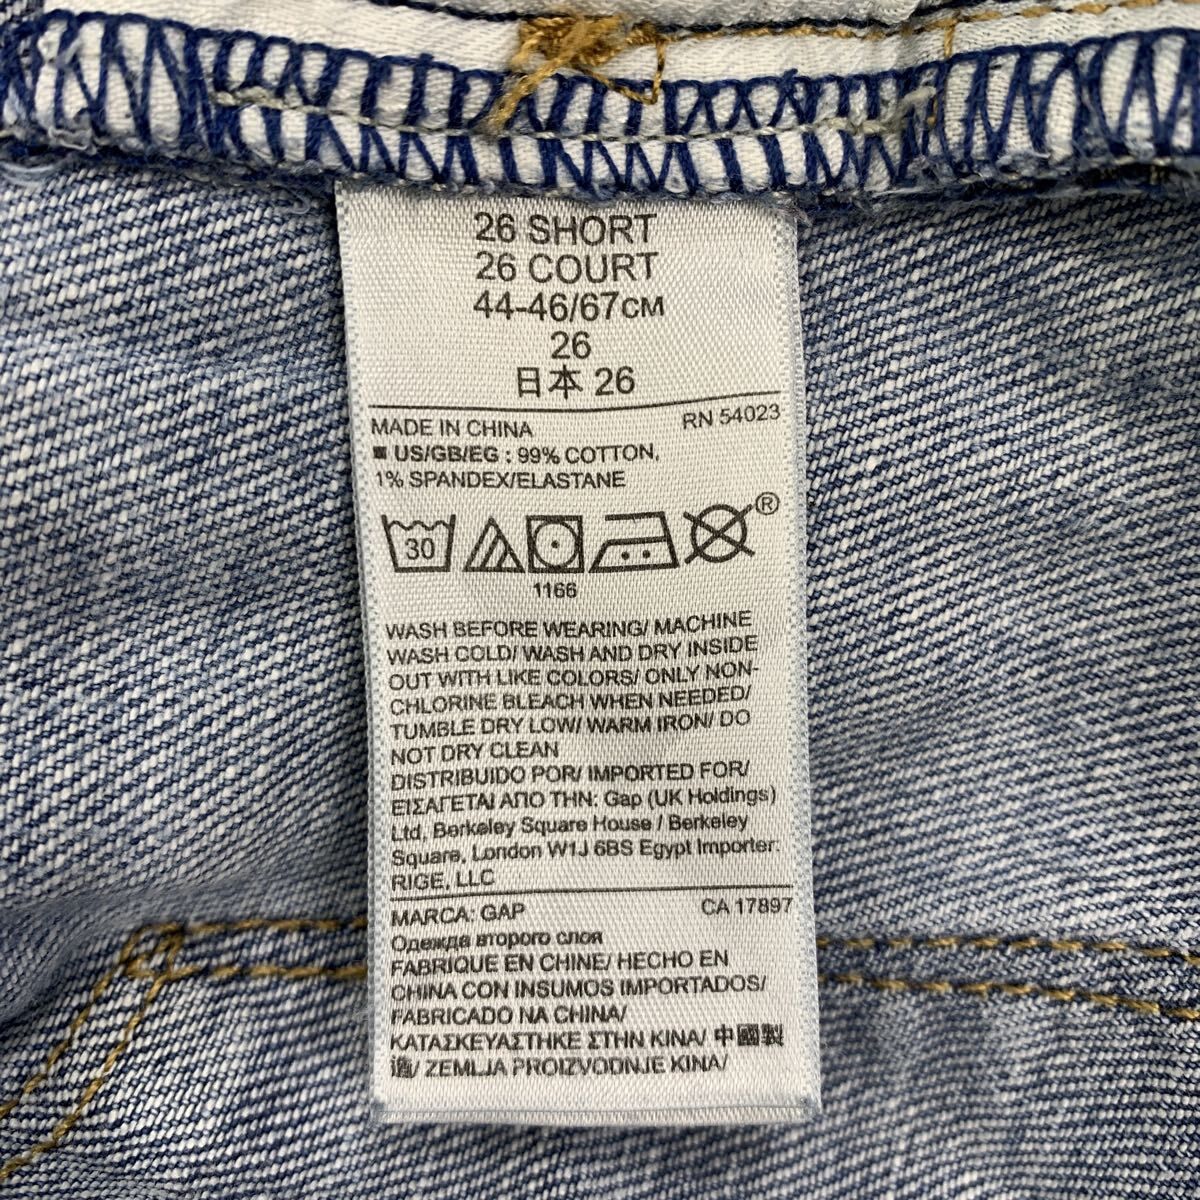 26 SHORT
26 COURT
44-46/67CM
26
日本 26
MADE IN CHINA
RN 54023
■ US/GB/EG : 99% COTTON,
1% SPANDEX/ELASTANE
30
®
1166
WASH BEFORE WEARING/ MACHINE
WASH COLD/ WASH AND DRY INSIDE
OUT WITH LIKE COLORS/ ONLY NON-
CHLORINE BLEACH WHEN NEEDED/
TUMBLE DRY LOW/ WARM IRON/ DO
NOT DRY CLEAN
DISTRIBUIDO POR/ IMPORTED FOR/
ΕΙΣΑΓΕΤΑΙ ΑΠΟ ΤΗΝ: Gap (UK Holdings)
Ltd, Berkeley Square House / Berkeley
Square, London W1J 6BS Egypt Importer:
RIGE, LLC
MARCA: GAP
CA 17897
Одежда второго слоя
FABRIQUE EN CHINE/ HECHO EN
CHINA CON INSUMOS IMPORTADOS/
FABRICADO NA CHINA/
ΚΑΤΑΣΚΕΥΑΣΤΗΚΕ ΣΤΗΝ ΚΙΝΑ/ 中國製
造/ ZEMLJA PROIZVODNJE KINA/